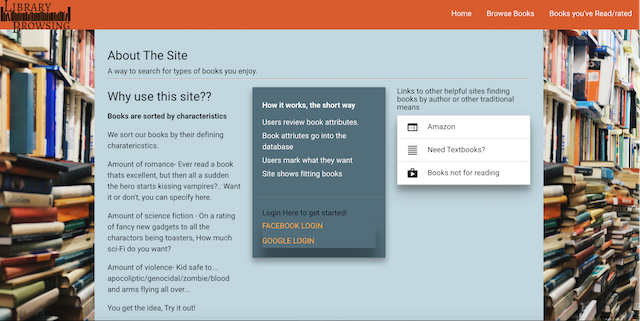 LIBRARY
BROWSING
Home
Browse Books
Books you've Read/rated
About The Site
A way to search for types of books you enjoy.
Why use this site??
Books are sorted by characteristics
We sort our books by their defining
charatericstics.
Amount of romance- Ever read a book
thats excellent, but then all a sudden
the hero starts kissing vampires?.. Want
it or don't, you can specify here.
Amount of science fiction - On a rating
of fancy new gadgets to all the
charactors being toasters, How much
sci-Fi do you want?
Amount of violence- Kid safe to...
apocoliptic/genocidal/zombie/blood
and arms flying all over...
You get the idea, Try it out!
How it works, the short way
Users review book attributes.
Book attriutes go into the
database
Users mark what they want
Site shows fitting books
Login Here to get started!
FACEBOOK LOGIN
GOOGLE LOGIN
Links to other helpful sites finding
books by author or other traditional
means
Amazon
Need Textbooks?
Books not for reading